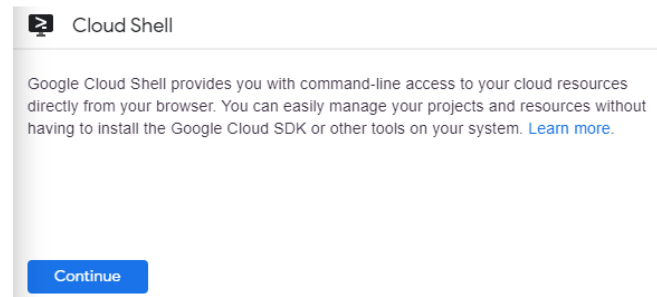 Cloud Shell
Google Cloud Shell provides you with command-line access to your cloud resources
directly from your browser. You can easily manage your projects and resources without
having to install the Google Cloud SDK or other tools on your system. Learn more.
Continue